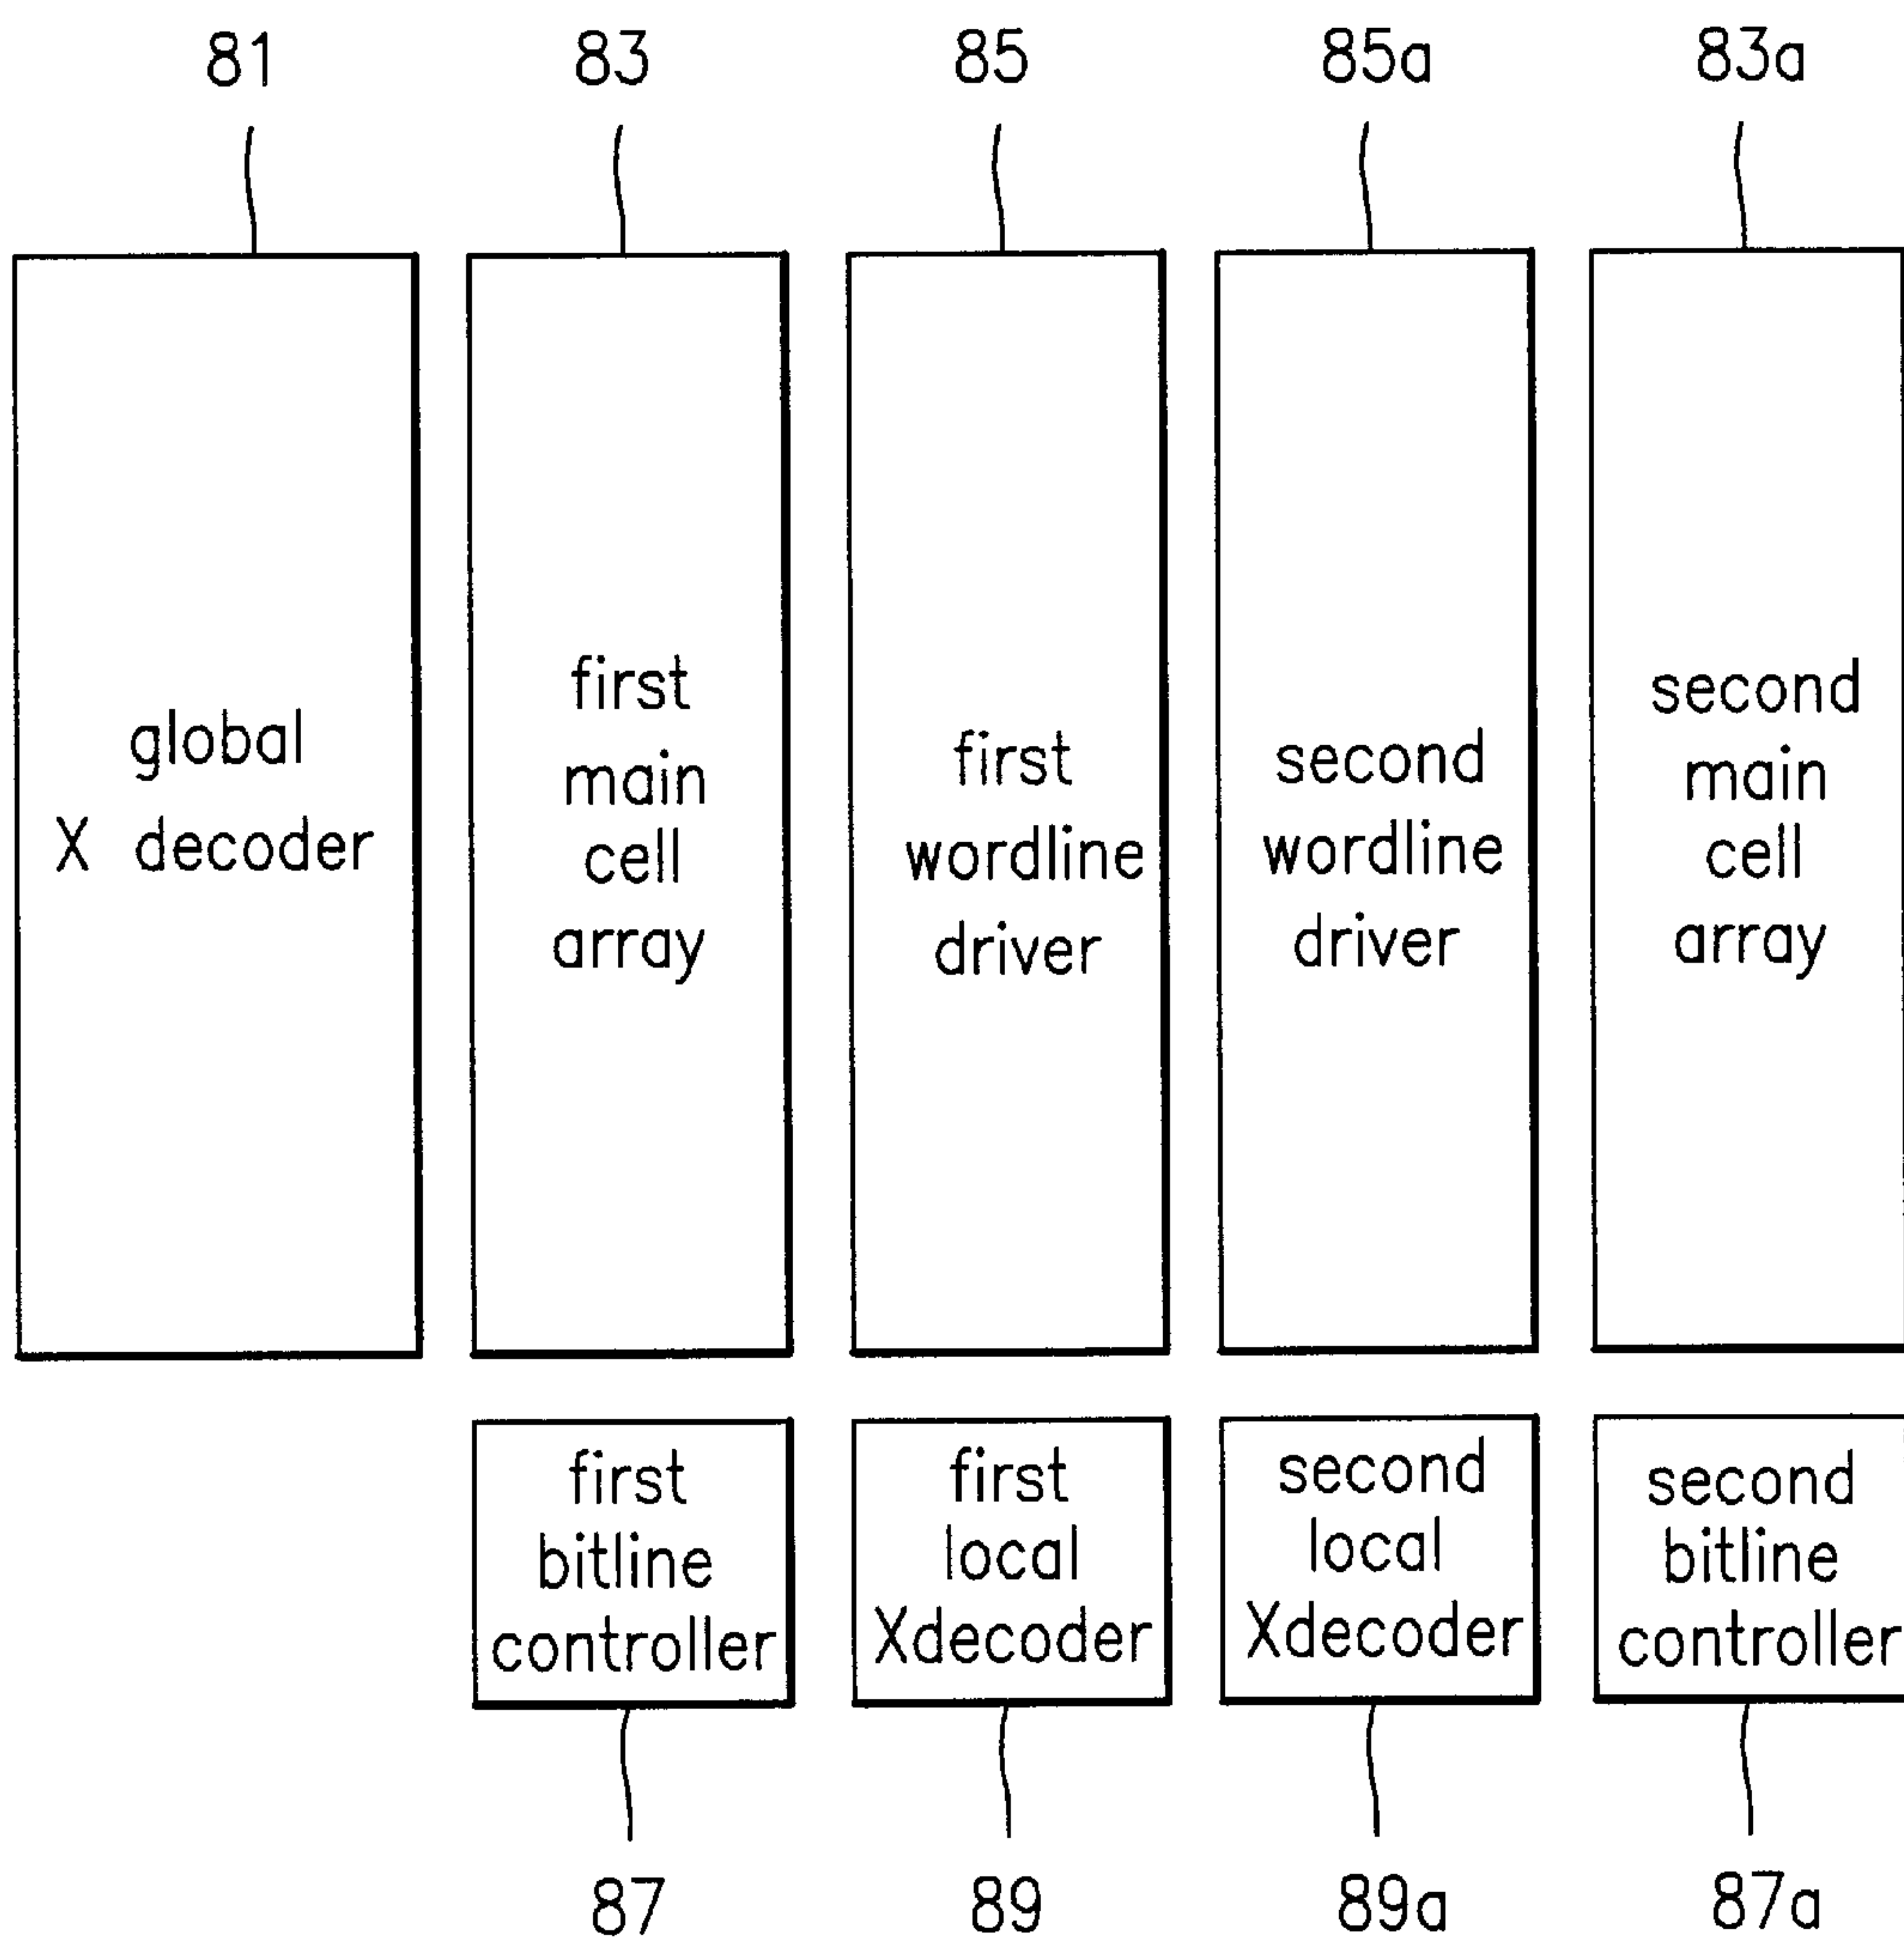 81
83
85
85a
83a
global
X decoder
first
main
cell
array
first
wordline
driver
second
wordline
driver
second
main
cell
array
first
bitline
controller
first
local
Xdecoder
second
local
Xdecoder
second
bitline
controller
87
89
89a
87a